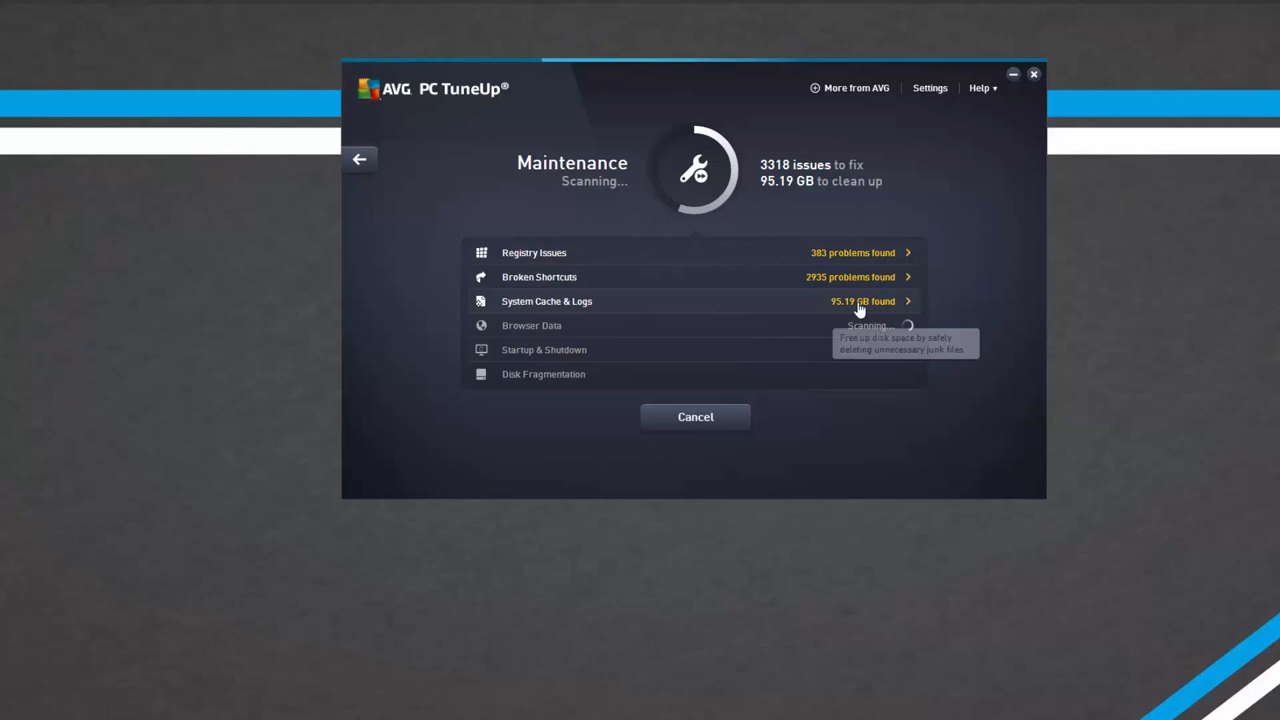 AVG PC TuneUp®
More from AVG
Settings
Help
Maintenance
Scanning...
3318 issues to fix
95.19 GB to clean up
Registry Issues
383 problems found
Broken Shortcuts
2935 problems found
System Cache & Logs
95.19 GB found
Browser Data
Scanning...
Free up disk space by safely
deleting unnecessary junk files
Startup & Shutdown
Disk Fragmentation
Cancel